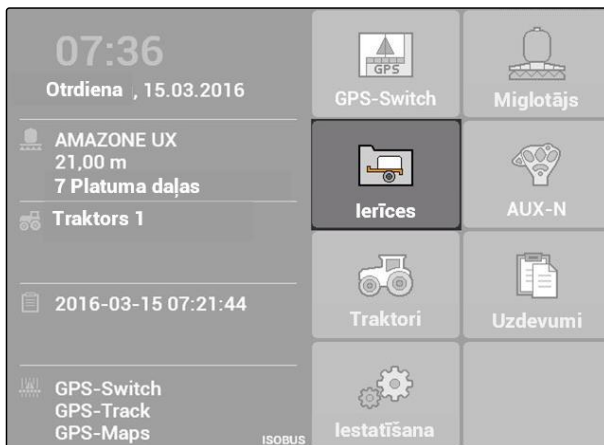 07:36
Otrdiena , 15.03.2016
AMAZONE UX
21,00 m
7 Platuma daļas
Traktors 1
2016-03-15 07:21:44
GPS-Switch
GPS-Track
GPS-Maps
ISOBUS
GPS
GPS-Switch
Miglotājs
Ierīces
AUX-N
Traktori
Uzdevumi
Iestatīšana